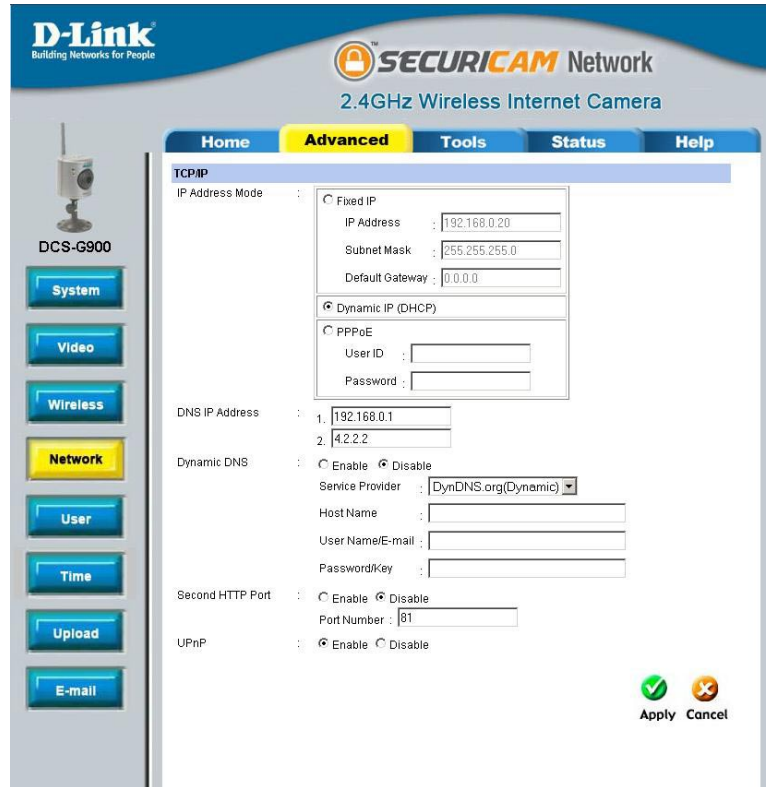 D-Link
Building Networks for People
SECURICAM Network
2.4GHz Wireless Internet Camera
Home Advanced Tools Status Help
DCS-G900
System
Video
Wireless
Network
User
Time
Upload
E-mail
TCP/IP
IP Address Mode :
Fixed IP
IP Address : 192.168.0.20
Subnet Mask : 255.255.255.0
Default Gateway : 0.0.0.0
Dynamic IP (DHCP)
PPPoE
User ID :
Password :
DNS IP Address : 1. 192.168.0.1
2. 4.2.2.2
Dynamic DNS : Enable Disable
Service Provider : DynDNS.org(Dynamic)
Host Name :
User Name/E-mail :
Password/Key :
Second HTTP Port : Enable Disable
Port Number : 81
UPnP : Enable Disable
Apply Cancel